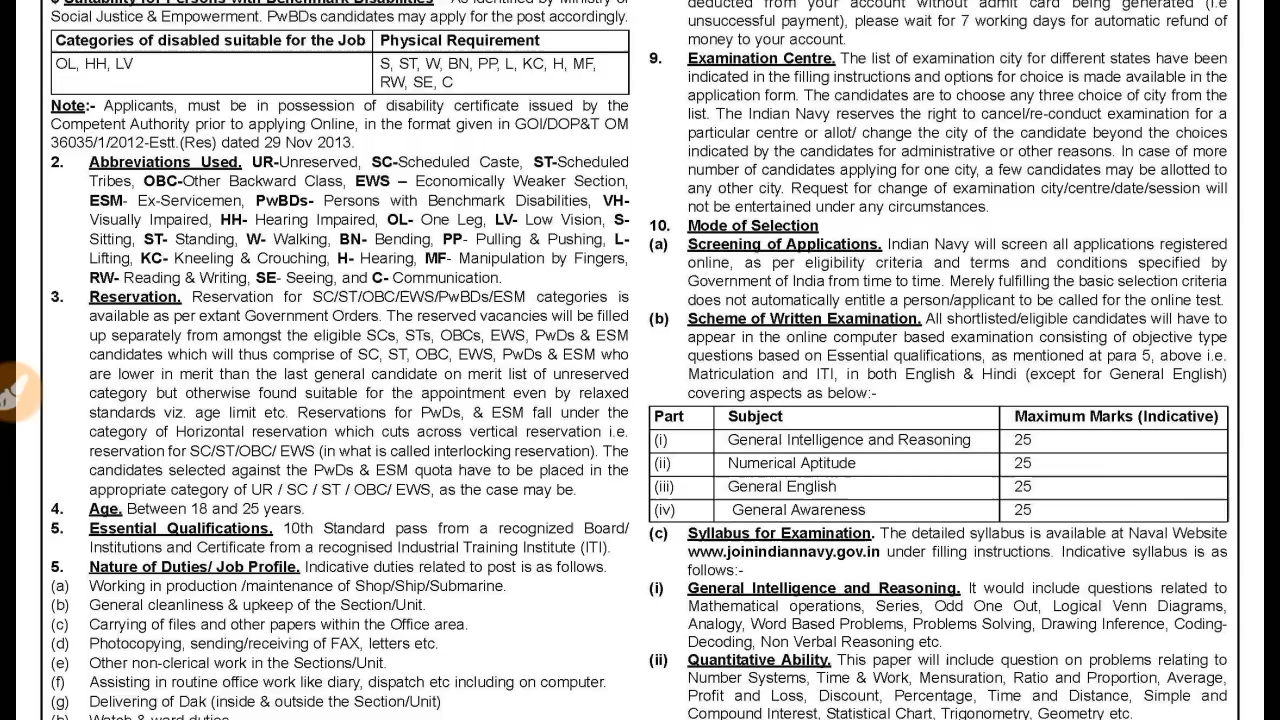 $ Suitability for Persons with Benchmark Disabilities - As identified by Ministry of
Social Justice & Empowerment. PwBDs candidates may apply for the post accordingly.
Categories of disabled suitable for the Job Physical Requirement
OL, HH, LV S, ST, W, BN, PP, L, KC, H, MF,
RW, SE, C
Note:- Applicants, must be in possession of disability certificate issued by the
Competent Authority prior to applying Online, in the format given in GOI/DOP&T OM
36035/1/2012-Estt.(Res) dated 29 Nov 2013.
2. Abbreviations Used. UR-Unreserved, SC-Scheduled Caste, ST-Scheduled
Tribes, OBC-Other Backward Class, EWS – Economically Weaker Section,
ESM- Ex-Servicemen, PwBDs- Persons with Benchmark Disabilities, VH-
Visually Impaired, HH- Hearing Impaired, OL- One Leg, LV- Low Vision, S-
Sitting, ST- Standing, W- Walking, BN- Bending, PP- Pulling & Pushing, L-
Lifting, KC- Kneeling & Crouching, H- Hearing, MF- Manipulation by Fingers,
RW- Reading & Writing, SE- Seeing, and C- Communication.
3. Reservation. Reservation for SC/ST/OBC/EWS/PwBDs/ESM categories is
available as per extant Government Orders. The reserved vacancies will be filled
up separately from amongst the eligible SCs, STs, OBCs, EWS, PwDs & ESM
candidates which will thus comprise of SC, ST, OBC, EWS, PwDs & ESM who
are lower in merit than the last general candidate on merit list of unreserved
category but otherwise found suitable for the appointment even by relaxed
standards viz. age limit etc. Reservations for PwDs, & ESM fall under the
category of Horizontal reservation which cuts across vertical reservation i.e.
reservation for SC/ST/OBC/ EWS (in what is called interlocking reservation). The
candidates selected against the PwDs & ESM quota have to be placed in the
appropriate category of UR / SC / ST / OBC/ EWS, as the case may be.
4. Age. Between 18 and 25 years.
5. Essential Qualifications. 10th Standard pass from a recognized Board/
Institutions and Certificate from a recognised Industrial Training Institute (ITI).
5. Nature of Duties/ Job Profile. Indicative duties related to post is as follows.
(a) Working in production /maintenance of Shop/Ship/Submarine.
(b) General cleanliness & upkeep of the Section/Unit.
(c) Carrying of files and other papers within the Office area.
(d) Photocopying, sending/receiving of FAX, letters etc.
(e) Other non-clerical work in the Sections/Unit.
(f) Assisting in routine office work like diary, dispatch etc including on computer.
(g) Delivering of Dak (inside & outside the Section/Unit)
(h) Watch & ward duties
deducted from your account without admit card being generated (i.e
unsuccessful payment), please wait for 7 working days for automatic refund of
money to your account.
9. Examination Centre. The list of examination city for different states have been
indicated in the filling instructions and options for choice is made available in the
application form. The candidates are to choose any three choice of city from the
list. The Indian Navy reserves the right to cancel/re-conduct examination for a
particular centre or allot/ change the city of the candidate beyond the choices
indicated by the candidates for administrative or other reasons. In case of more
number of candidates applying for one city, a few candidates may be allotted to
any other city. Request for change of examination city/centre/date/session will
not be entertained under any circumstances.
10. Mode of Selection
(a) Screening of Applications. Indian Navy will screen all applications registered
online, as per eligibility criteria and terms and conditions specified by
Government of India from time to time. Merely fulfilling the basic selection criteria
does not automatically entitle a person/applicant to be called for the online test.
(b) Scheme of Written Examination. All shortlisted/eligible candidates will have to
appear in the online computer based examination consisting of objective type
questions based on Essential qualifications, as mentioned at para 5, above i.e.
Matriculation and ITI, in both English & Hindi (except for General English)
covering aspects as below:-
Part Subject Maximum Marks (Indicative)
(i) General Intelligence and Reasoning 25
(ii) Numerical Aptitude 25
(iii) General English 25
(iv) General Awareness 25
(c) Syllabus for Examination. The detailed syllabus is available at Naval Website
www.joinindiannavy.gov.in under filling instructions. Indicative syllabus is as
follows:-
(i) General Intelligence and Reasoning. It would include questions related to
Mathematical operations, Series, Odd One Out, Logical Venn Diagrams,
Analogy, Word Based Problems, Problems Solving, Drawing Inference, Coding-
Decoding, Non Verbal Reasoning etc.
(ii) Quantitative Ability. This paper will include question on problems relating to
Number Systems, Time & Work, Mensuration, Ratio and Proportion, Average,
Profit and Loss, Discount, Percentage, Time and Distance, Simple and
Compound Interest, Statistical Chart, Trigonometry, Geometry etc